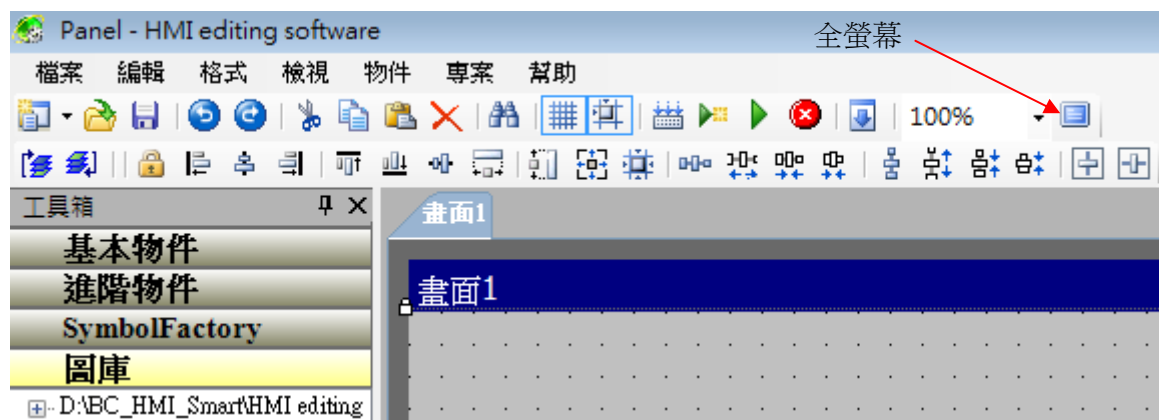 Panel - HMI editing software
全螢幕
檔案 編輯 格式 檢視 物件 專案 幫助
100%
工具箱
畫面1
基本物件
進階物件
SymbolFactory
圖庫
D:\BC_HMI_Smart\HMI editing
畫面1